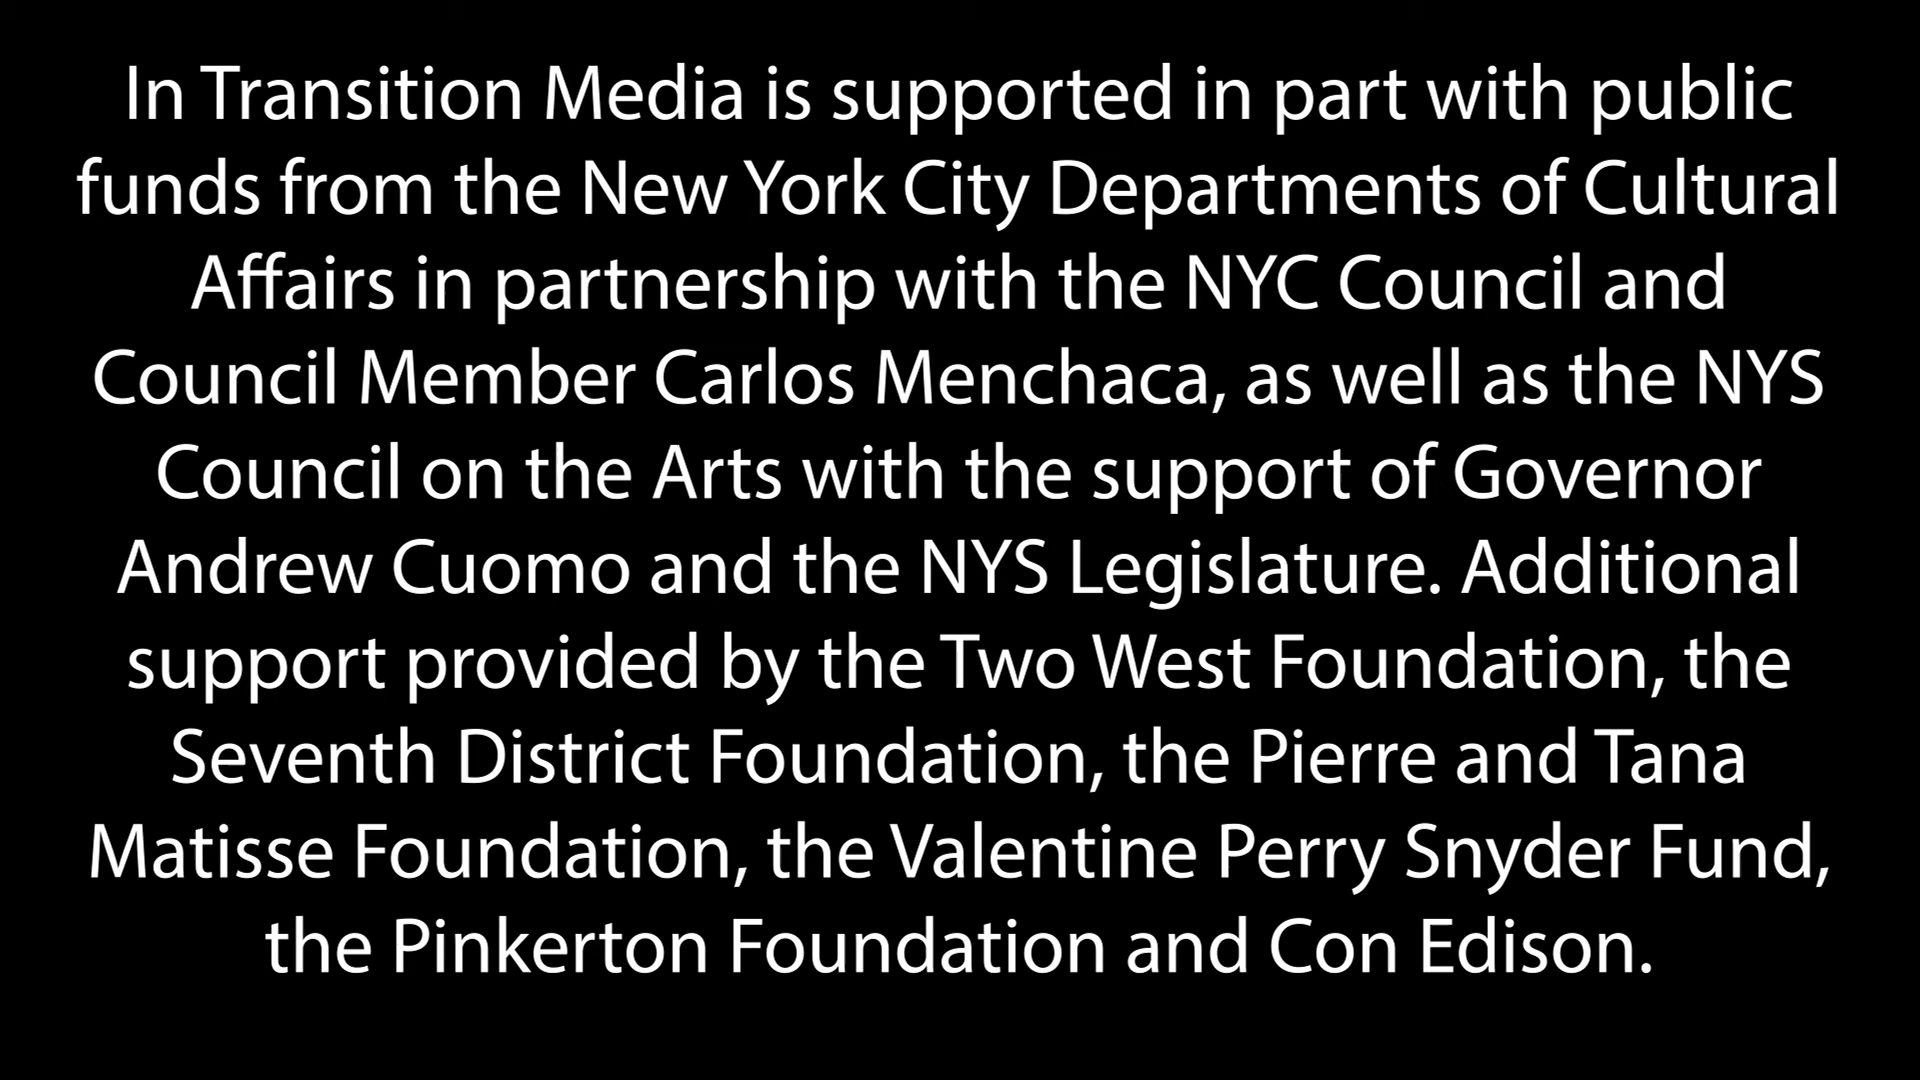 In Transition Media is supported in part with public
funds from the New York City Departments of Cultural
Affairs in partnership with the NYC Council and
Council Member Carlos Menchaca, as well as the NYS
Council on the Arts with the support of Governor
Andrew Cuomo and the NYS Legislature. Additional
support provided by the Two West Foundation, the
Seventh District Foundation, the Pierre and Tana
Matisse Foundation, the Valentine Perry Snyder Fund,
the Pinkerton Foundation and Con Edison.